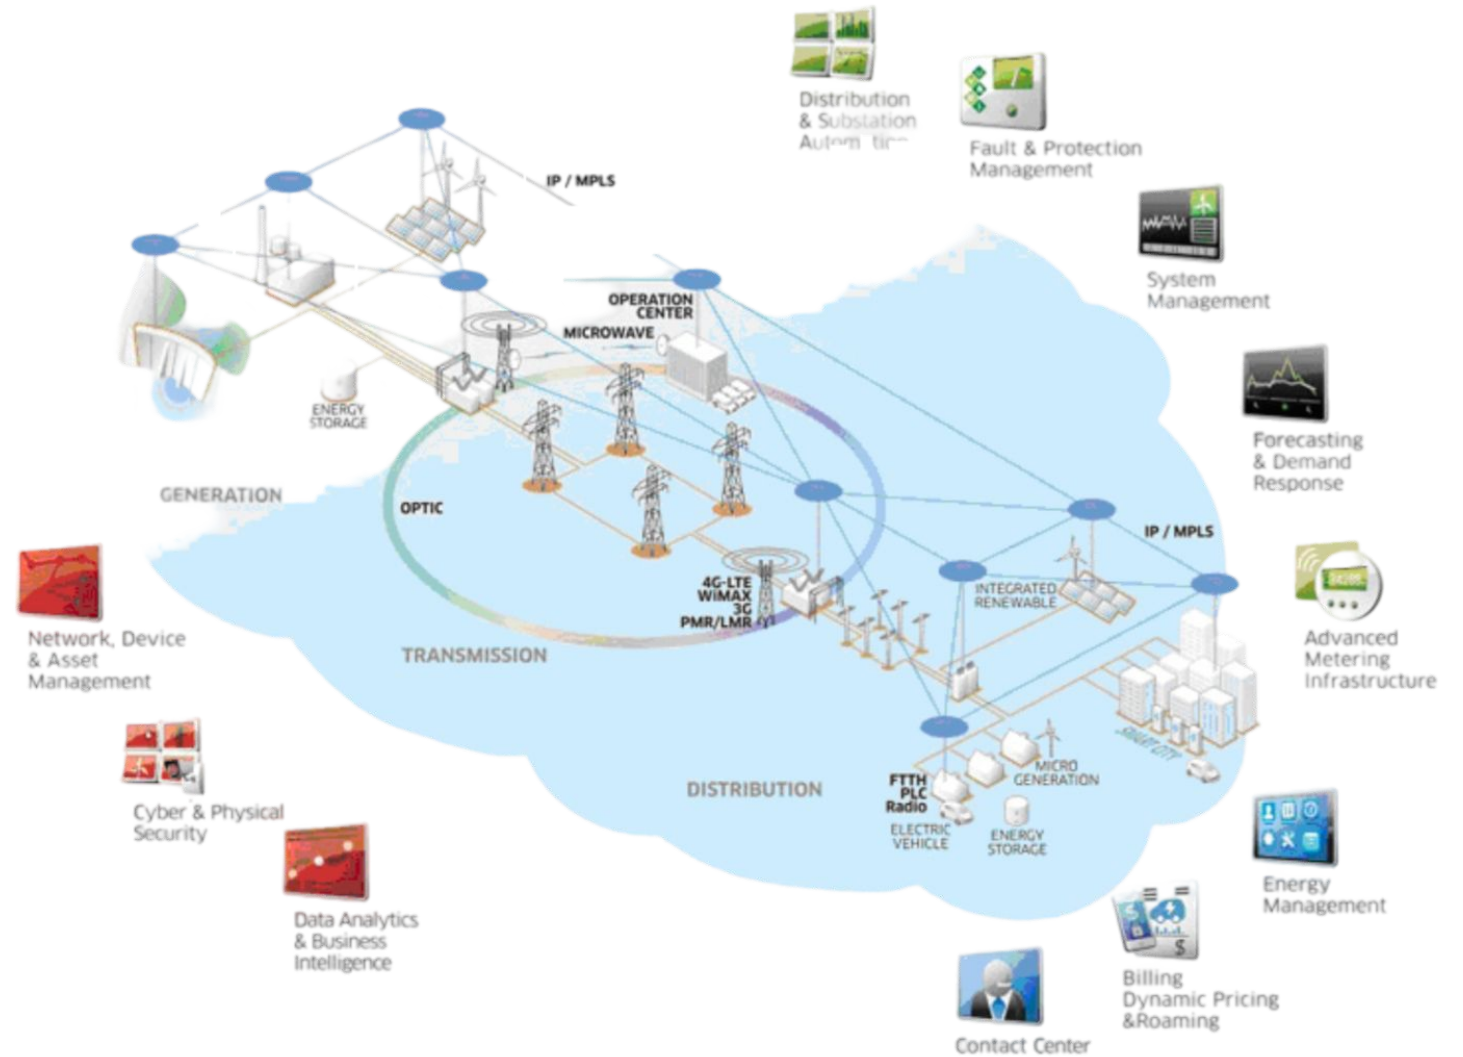 Distribution
& Substation
Fault & Protection
Management
IP / MPLS
System
Management
OPERATION
CENTER
MICROWAVE
ENERGY
STORAGE
Forecasting
& Demand
Response
GENERATION
OPTIC
IP / MPLS
4G-LTE
WiMAX
3G
PMR/LMR
INTEGRATED
RENEWABLE
Network, Device
& Asset
Management
TRANSMISSION
Advanced
Metering
Infrastructure
SMART CITY
DISTRIBUTION
FTTH
PLC
Radio
MICRO
GENERATION
ELECTRIC
VEHICLE
ENERGY
STORAGE
Cyber & Physical
Security
Data Analytics
& Business
Intelligence
Energy
Management
$
Billing
Dynamic Pricing
&Roaming
Contact Center